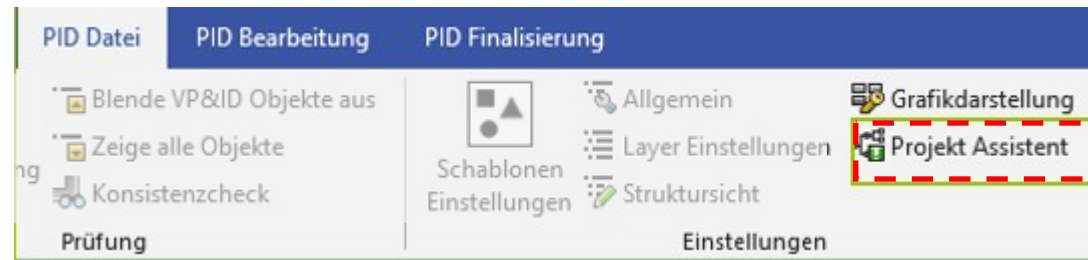 PID Datei PID Bearbeitung PID Finalisierung
Blende VP&ID Objekte aus
Zeige alle Objekte
Konsistenzcheck
Prüfung
Schablonen
Einstellungen
Allgemein
Layer Einstellungen
Struktursicht
Grafikdarstellung
Projekt Assistent
Einstellungen